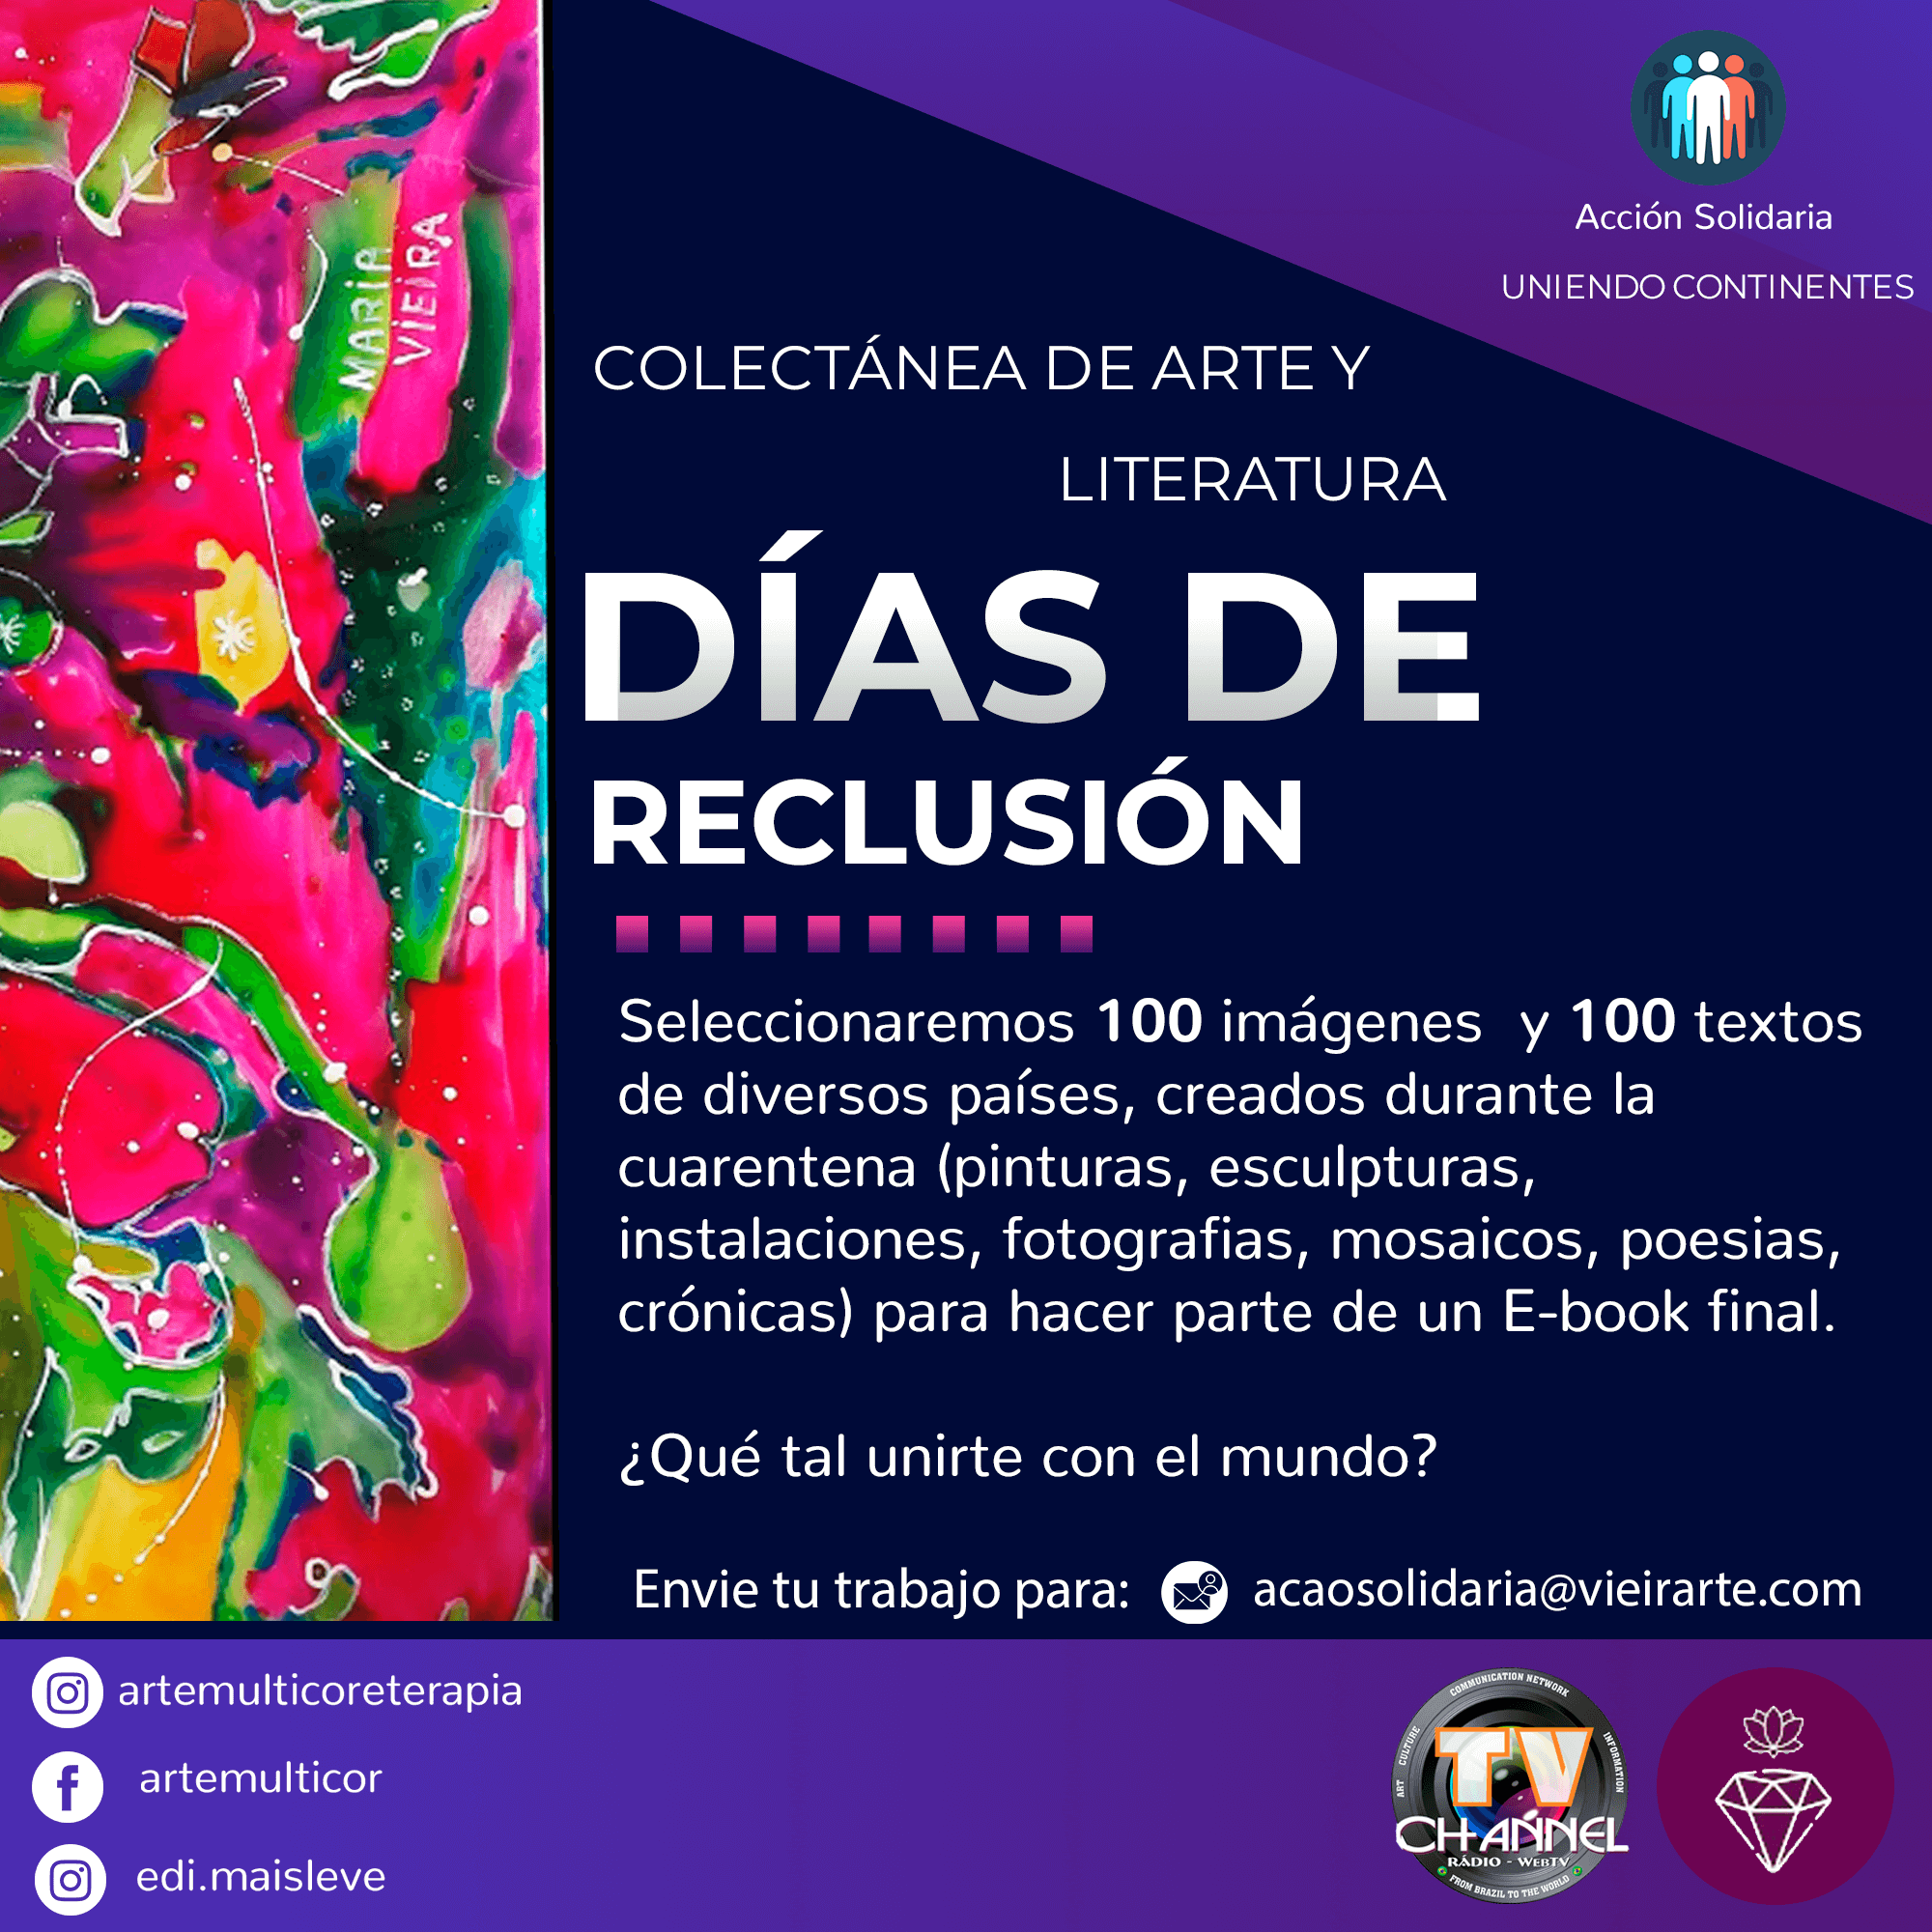 Acción Solidaria
UNIENDO CONTINENTES
MARIA
VIEIRA
COLECTÁNEA DE ARTE Y
LITERATURA
DÍAS DE
RECLUSIÓN
Seleccionaremos 100 imágenes y 100 textos
de diversos países, creados durante la
cuarentena (pinturas, esculpturas,
instalaciones, fotografias, mosaicos, poesias,
crónicas) para hacer parte de un E-book final.
¿Qué tal unirte con el mundo?
Envie tu trabajo para: acaosolidaria@vieirarte.com
artemulticoreterapia
artemulticor
edi.maisleve
COMMUNICATION NETWORK
ART CULTURE
INFORMATION
TV
CHANNEL
RÁDIO - WEBTV
FROM BRAZIL TO THE WORLD